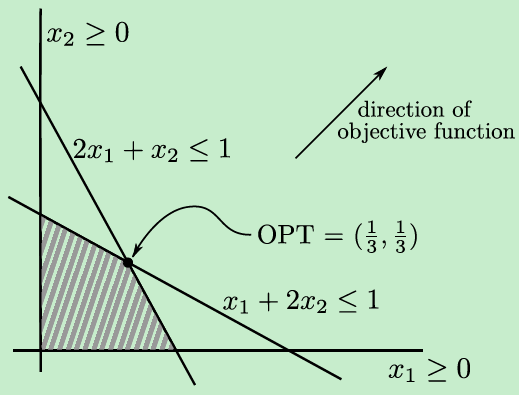 x₂ ≥ 0
direction of
objective function
2x₁ + x₂ ≤ 1
OPT = (1/3, 1/3)
x₁ + 2x₂ ≤ 1
x₁ ≥ 0